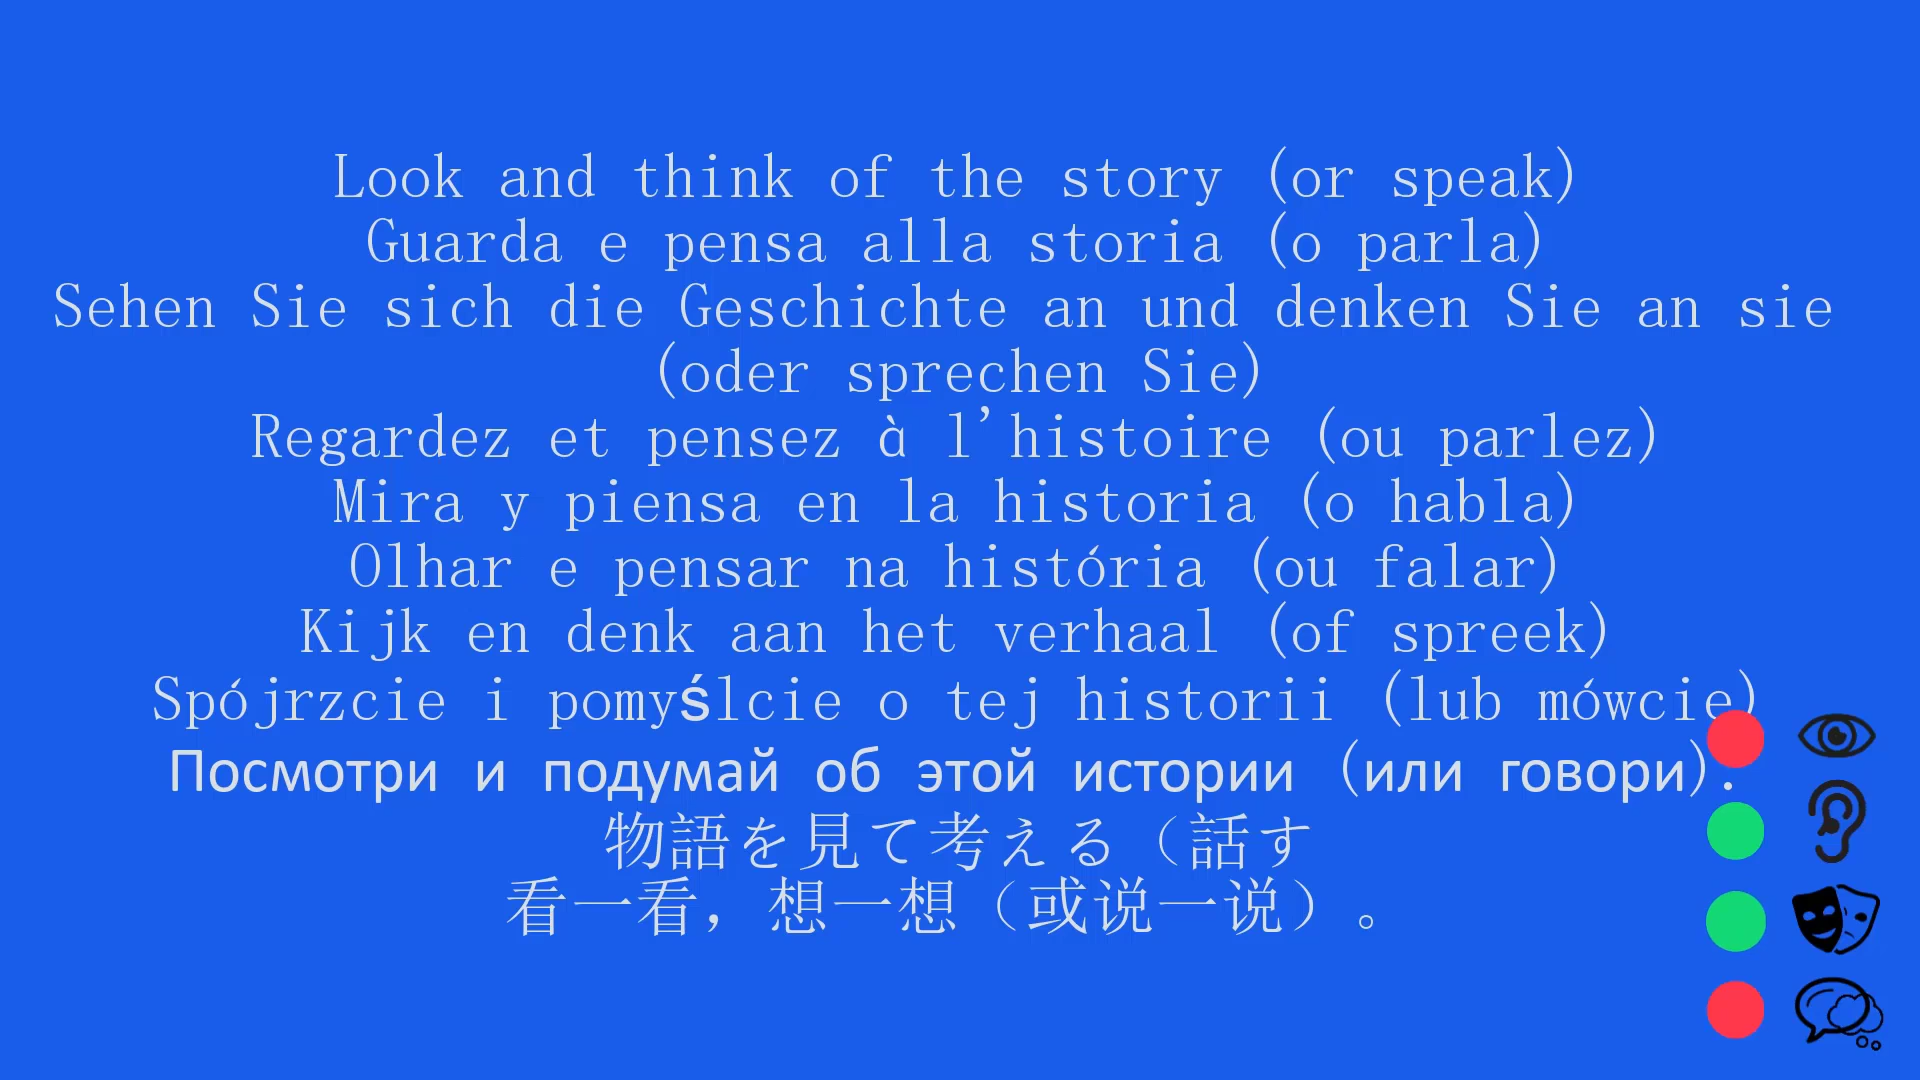 Look and think of the story (or speak)
Guarda e pensa alla storia (o parla)
Sehen Sie sich die Geschichte an und denken Sie an sie
(oder sprechen Sie)
Regardez et pensez à l'histoire (ou parlez)
Mira y piensa en la historia (o habla)
Olhar e pensar na história (ou falar)
Kijk en denk aan het verhaal (of spreek)
Spójrzcie i pomyślcie o tej historii (lub mówcie)
Посмотри и подумай об этой истории (или говори).
物語を見て考える（話す
看一看，想一想（或说一说）。